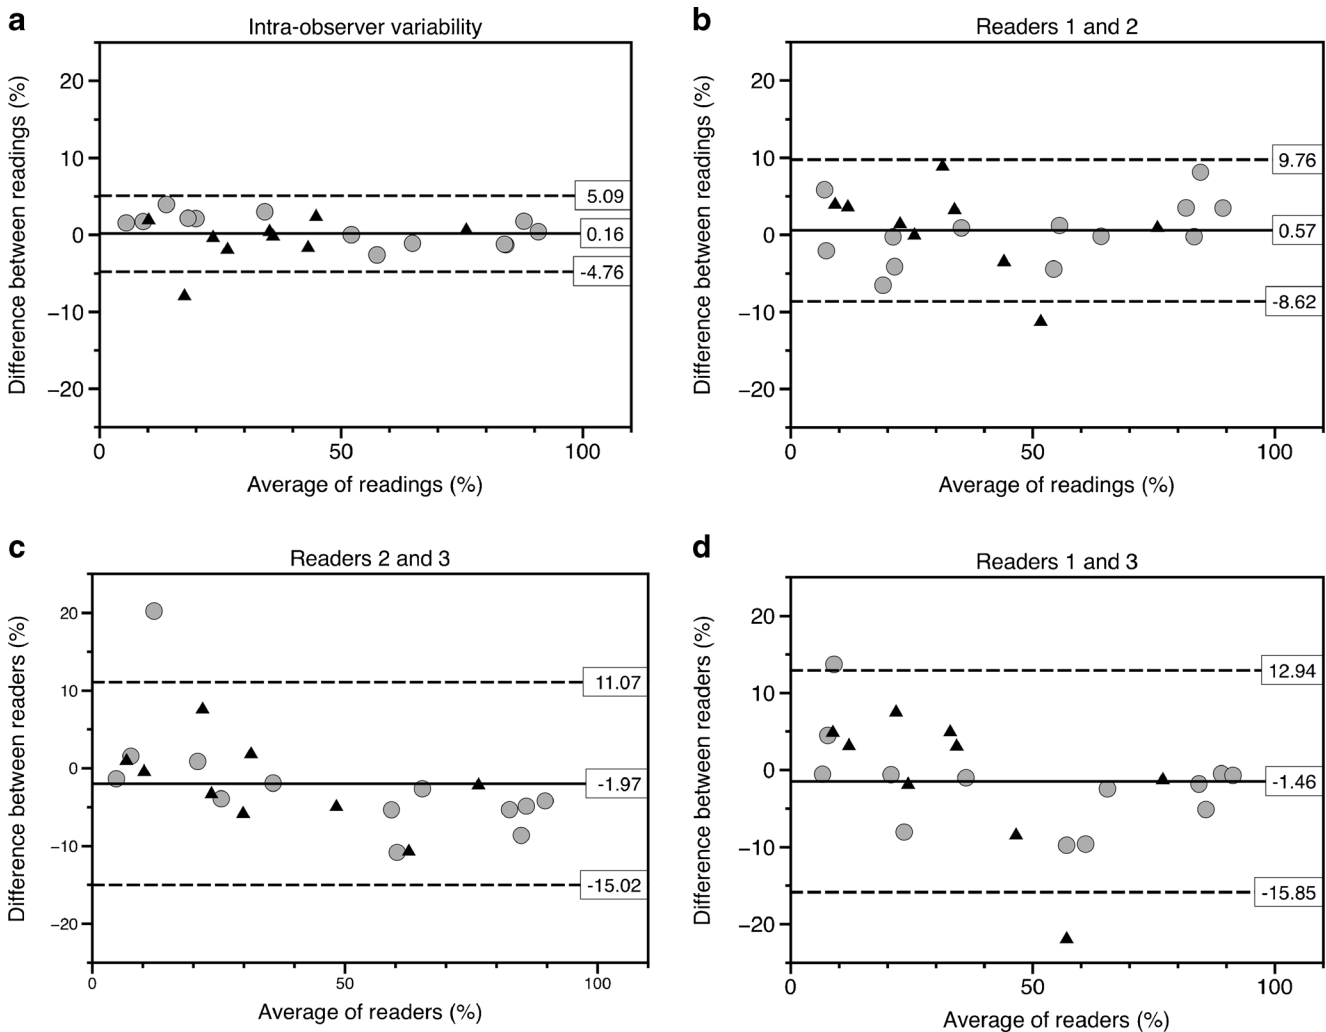 a
Intra-observer variability
Difference between readings (%)
20
10
0
−10
−20
5.09
0.16
-4.76
0
50
100
Average of readings (%)
b
Readers 1 and 2
Difference between readings (%)
20
10
0
−10
−20
9.76
0.57
-8.62
0
50
100
Average of readings (%)
c
Readers 2 and 3
Difference between readers (%)
20
10
0
−10
−20
11.07
-1.97
-15.02
0
50
100
Average of readers (%)
d
Readers 1 and 3
Difference between readers (%)
20
10
0
−10
−20
12.94
-1.46
-15.85
0
50
100
Average of readers (%)